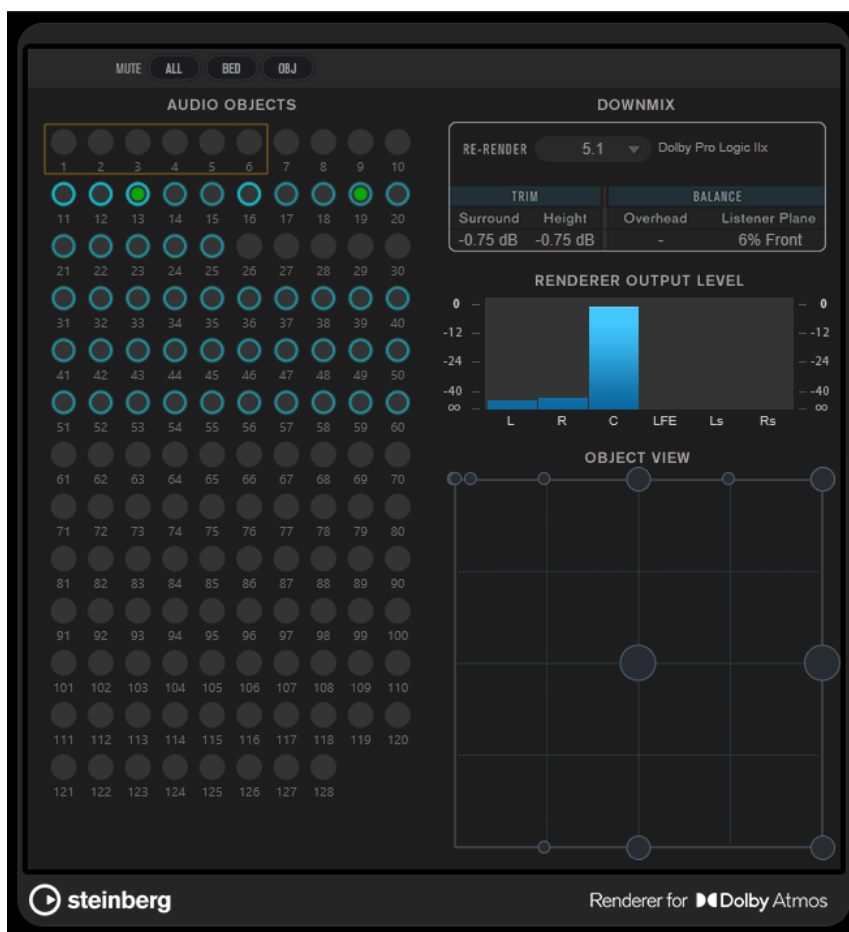 MUTE ALL BED OBJ
AUDIO OBJECTS
1 2 3 4 5 6 7 8 9 10
11 12 13 14 15 16 17 18 19 20
21 22 23 24 25 26 27 28 29 30
31 32 33 34 35 36 37 38 39 40
41 42 43 44 45 46 47 48 49 50
51 52 53 54 55 56 57 58 59 60
61 62 63 64 65 66 67 68 69 70
71 72 73 74 75 76 77 78 79 80
81 82 83 84 85 86 87 88 89 90
91 92 93 94 95 96 97 98 99 100
101 102 103 104 105 106 107 108 109 110
111 112 113 114 115 116 117 118 119 120
121 122 123 124 125 126 127 128
DOWNMIX
RE-RENDER 5.1 Dolby Pro Logic IIx
TRIM BALANCE
Surround Height Overhead Listener Plane
-0.75 dB -0.75 dB - 6% Front
RENDERER OUTPUT LEVEL
0 0
-12 -12
-24 -24
-40 -40
∞ ∞
L R C LFE Ls Rs
OBJECT VIEW
steinberg
Renderer for Dolby Atmos